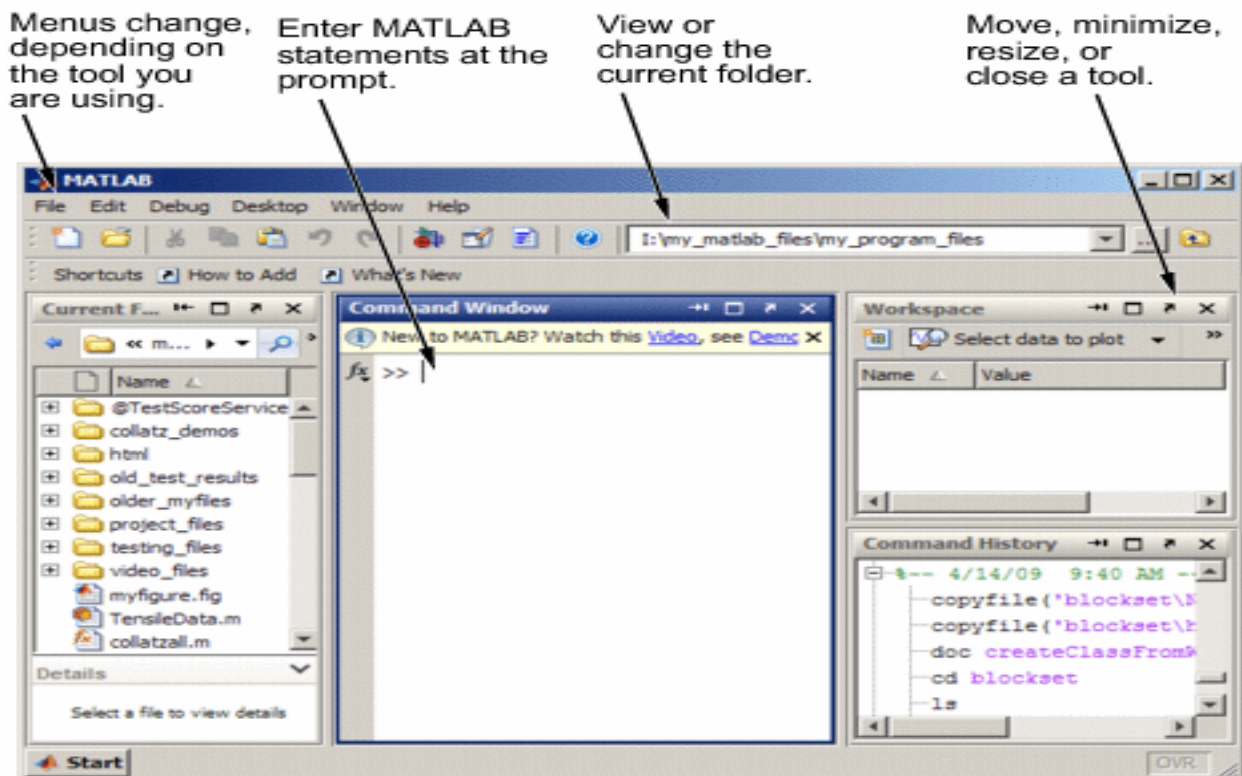 Menus change,
depending on
the tool you
are using.
Enter MATLAB
statements at the
prompt.
View or
change the
current folder.
Move, minimize,
resize, or
close a tool.
MATLAB
File Edit Debug Desktop Window Help
I:\my_matlab_files\my_program_files
Shortcuts How to Add What's New
Current F...
« m...
Name
@TestScoreService
collatz_demos
html
old_test_results
older_myfiles
project_files
testing_files
video_files
myfigure.fig
TensileData.m
collatzall.m
Details
Select a file to view details
Command Window
New to MATLAB? Watch this Video, see Demo
fx >>
Workspace
Select data to plot
Name Value
Command History
%-- 4/14/09 9:40 AM --
copyfile('blockset\
copyfile('blockset\
doc createClassFrom
cd blockset
ls
Start
OVR